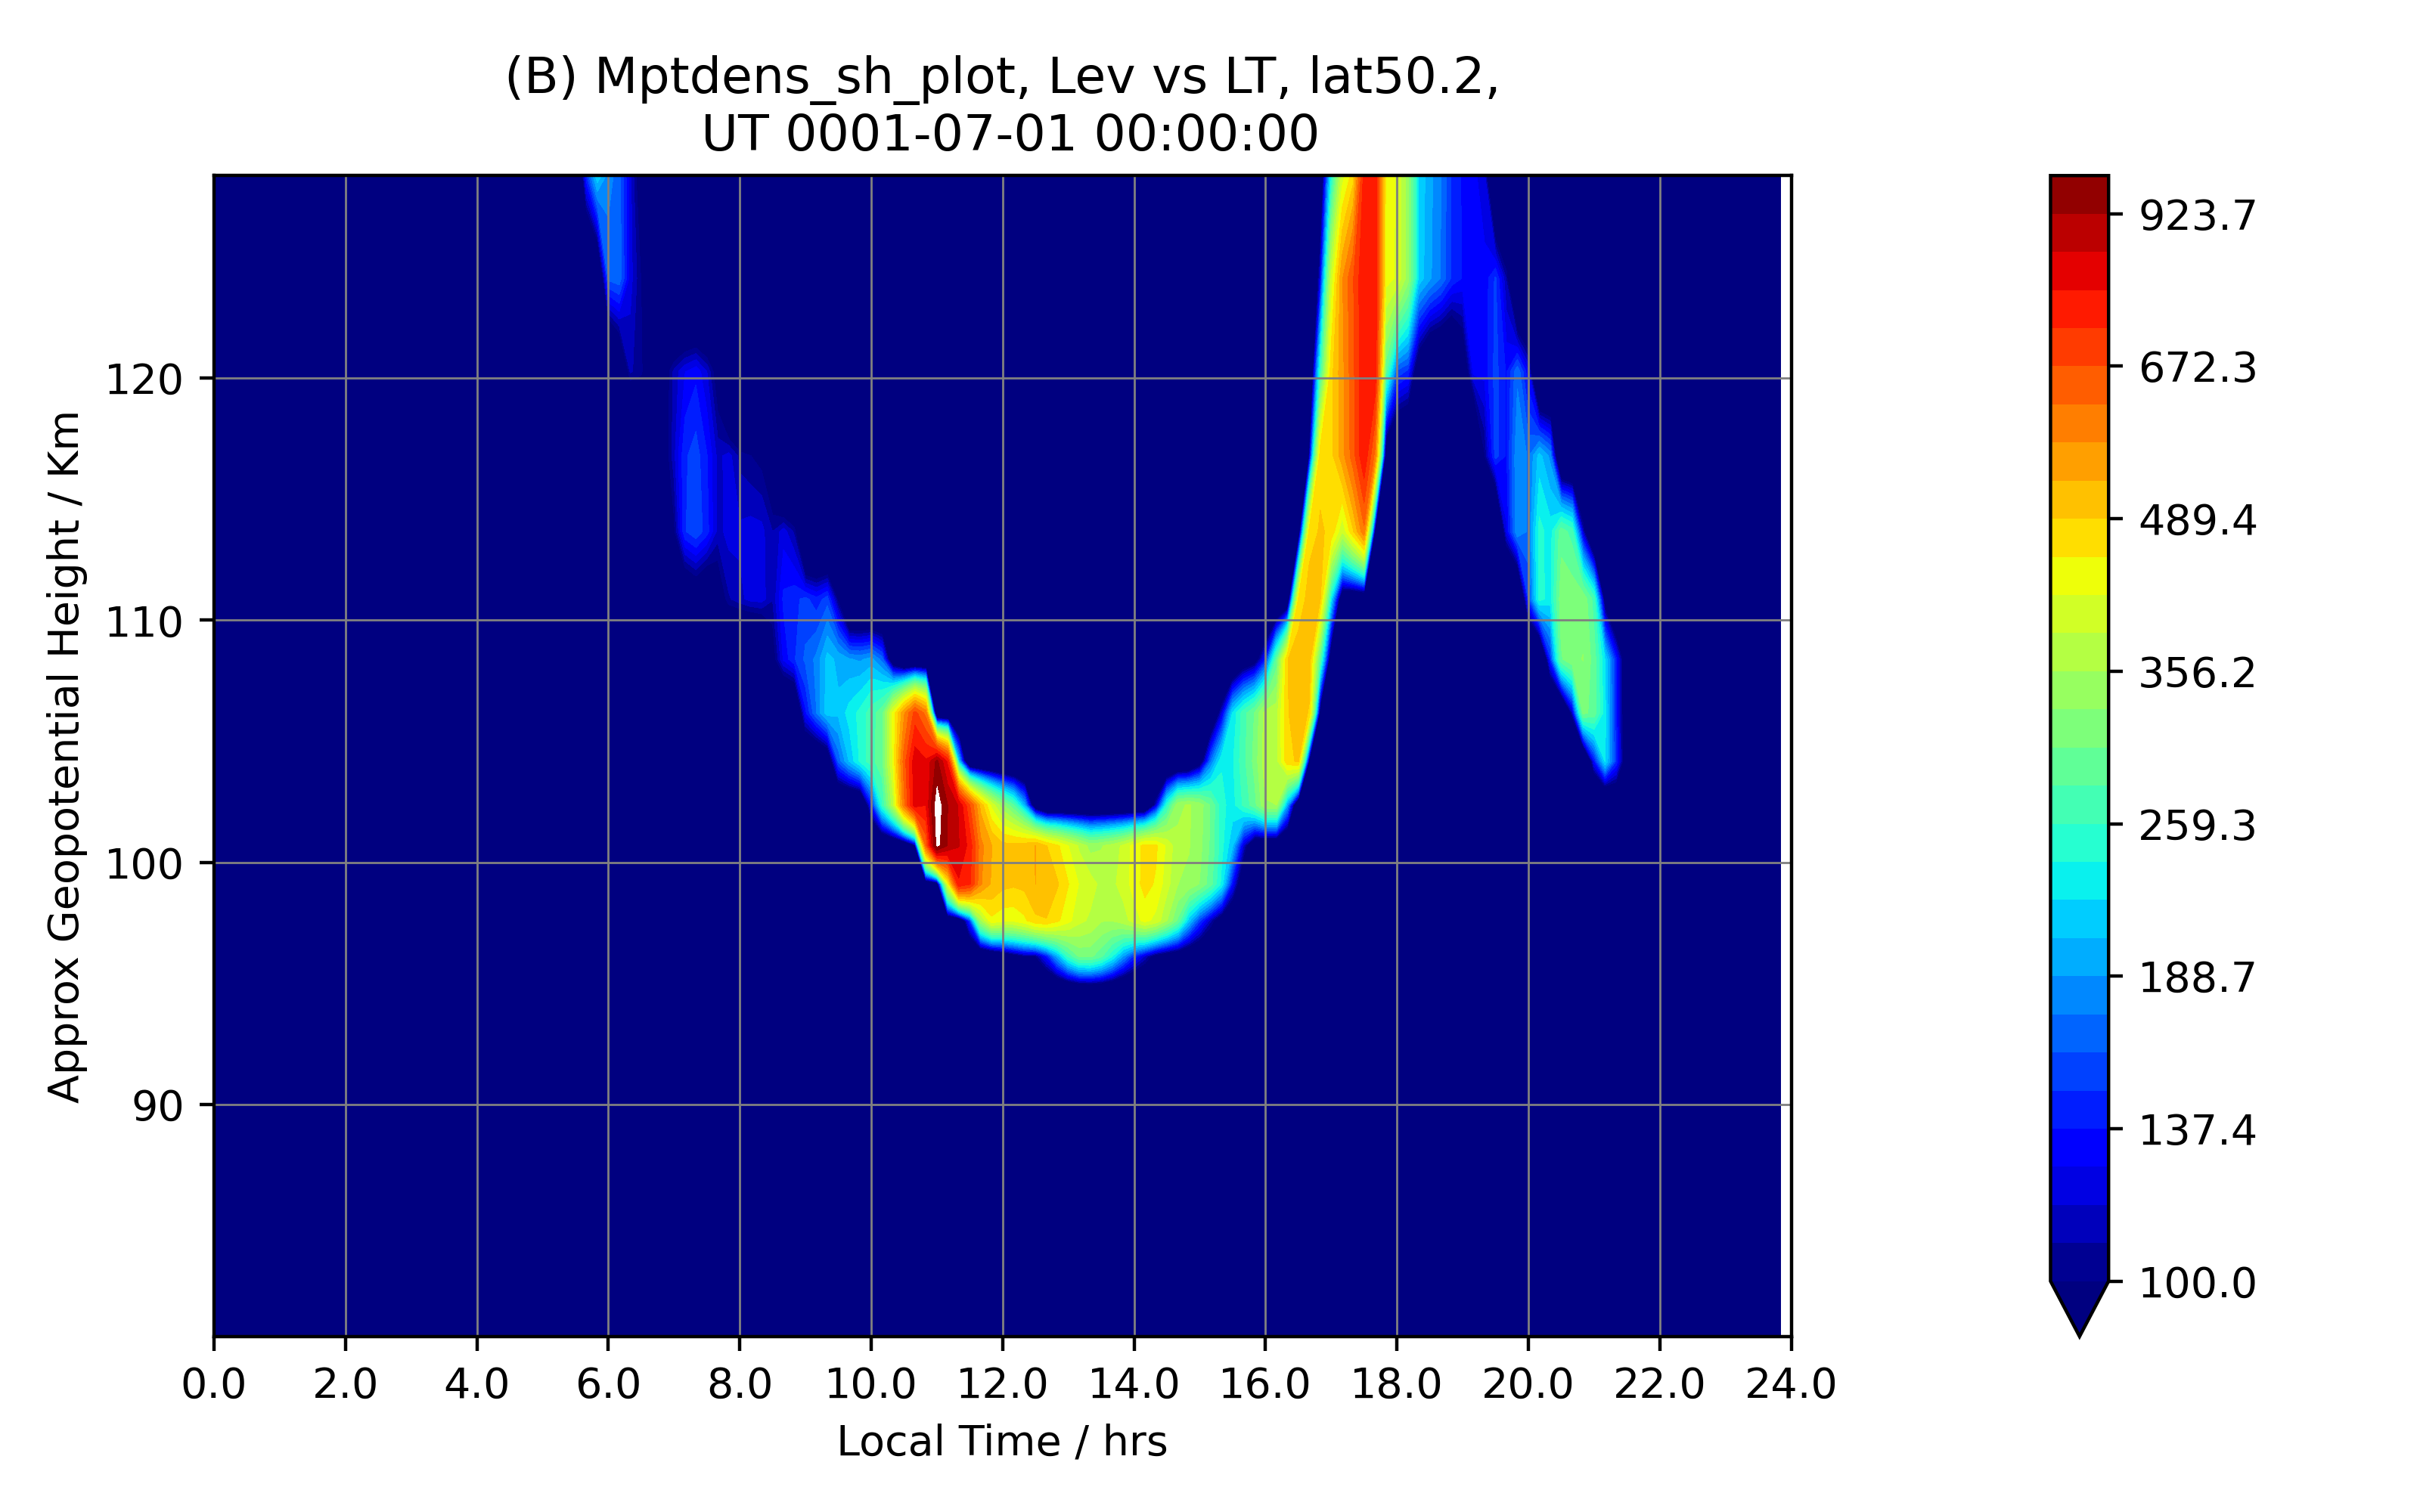 (B) Mptdens_sh_plot, Lev vs LT, lat50.2,
UT 0001-07-01 00:00:00
Approx Geopotential Height / Km
120
110
100
90
0.0 2.0 4.0 6.0 8.0 10.0 12.0 14.0 16.0 18.0 20.0 22.0 24.0
Local Time / hrs
923.7
672.3
489.4
356.2
259.3
188.7
137.4
100.0